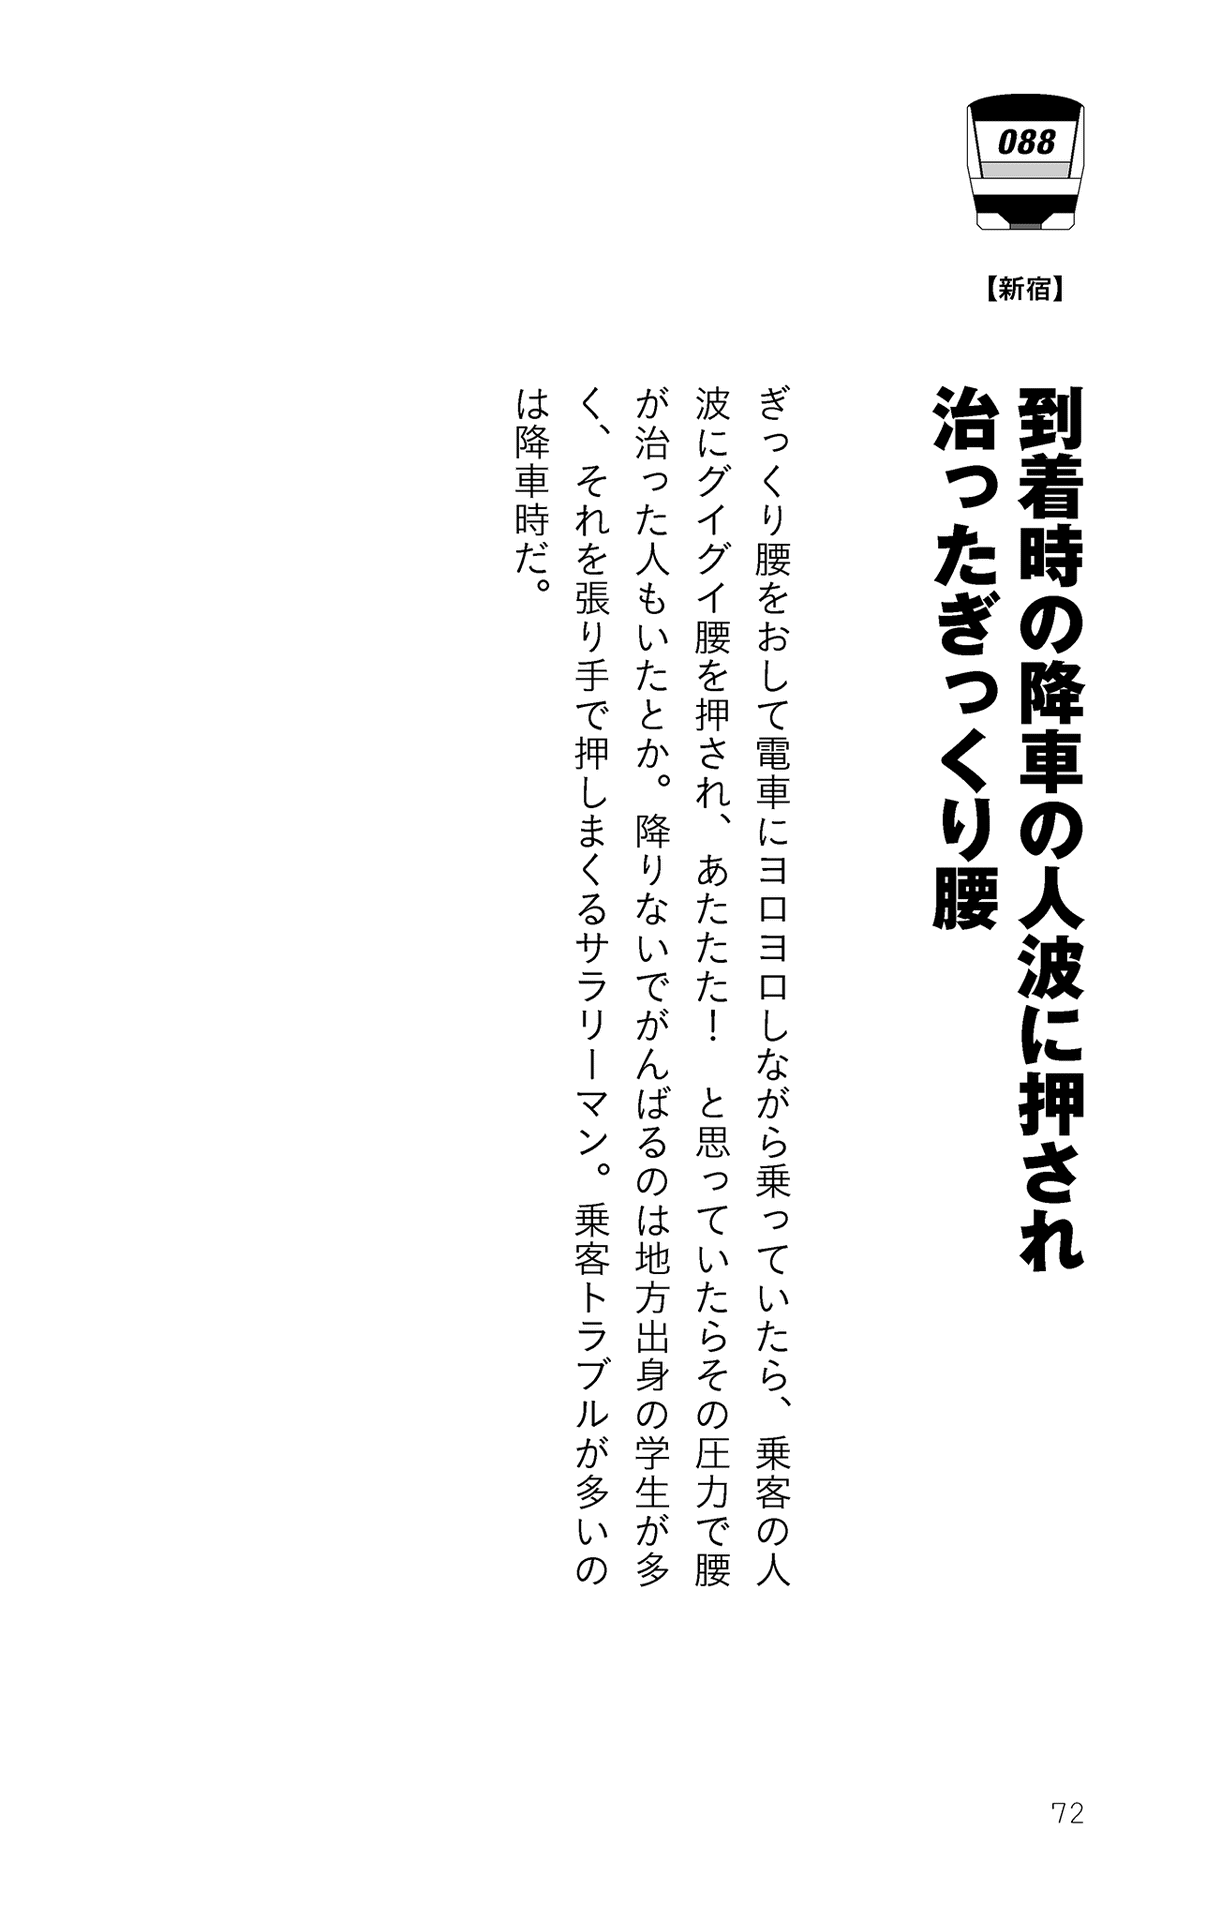 088
【新宿】
到着時の降車の人波に押され
治ったぎっくり腰
ぎっくり腰をおして電車にヨロヨロしながら乗っていたら、乗客の人
波にグイグイ腰を押され、あたたた！　と思っていたらその圧力で腰
が治った人もいたとか。降りないでがんばるのは地方出身の学生が多
く、それを張り手で押しまくるサラリーマン。乗客トラブルが多いの
は降車時だ。
72